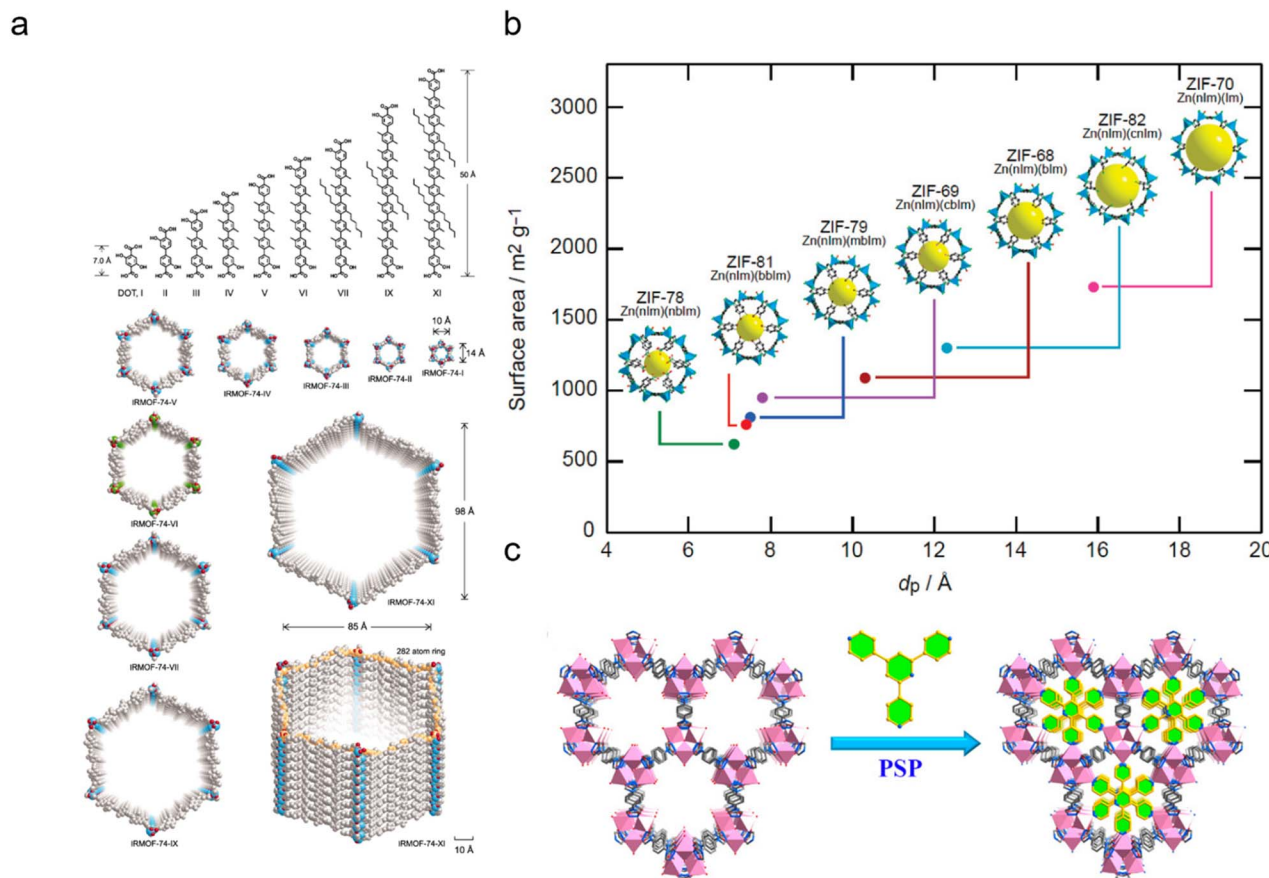 a
50 Å
7.0 Å
DOT, I
II
III
IV
V
VI
VII
IX
XI
10 Å
14 Å
IRMOF-74-V
IRMOF-74-IV
IRMOF-74-III
IRMOF-74-II
IRMOF-74-I
IRMOF-74-VI
98 Å
IRMOF-74-XI
IRMOF-74-VII
85 Å
282 atom ring
IRMOF-74-IX
IRMOF-74-XI
10 Å
b
Surface area / m2 g–1
3000
2500
2000
1500
1000
500
0
ZIF-78
Zn(nIm)(nbIm)
ZIF-81
Zn(nIm)(bbIm)
ZIF-79
Zn(nIm)(mbIm)
ZIF-69
Zn(nIm)(cbIm)
ZIF-68
Zn(nIm)(bIm)
ZIF-82
Zn(nIm)(cnIm)
ZIF-70
Zn(nIm)(Im)
4 6 8 10 12 14 16 18 20
dp / Å
c
PSP